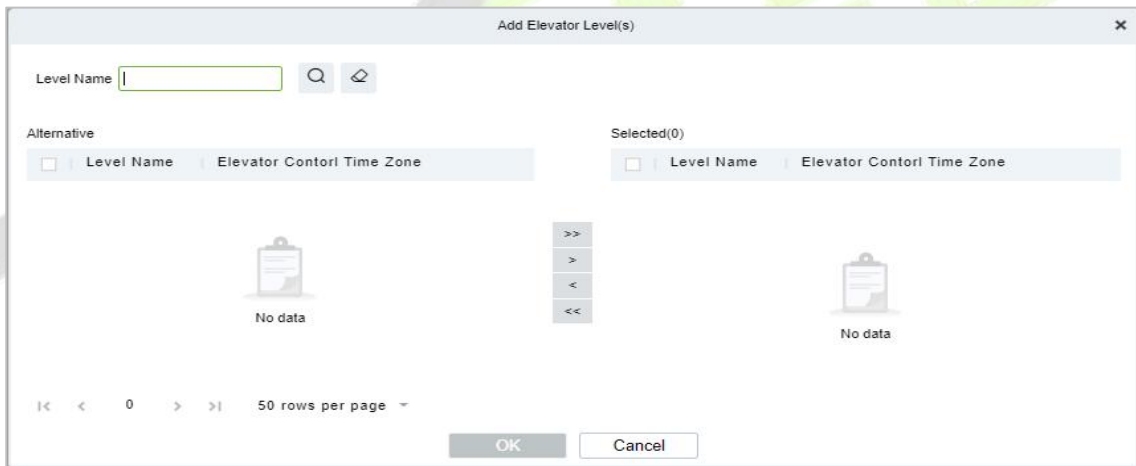 Add Elevator Level(s)
Level Name
Alternative
Selected(0)
Level Name Elevator Contorl Time Zone
Level Name Elevator Contorl Time Zone
>>
>
<
<<
No data
No data
|< < 0 > >| 50 rows per page
OK Cancel